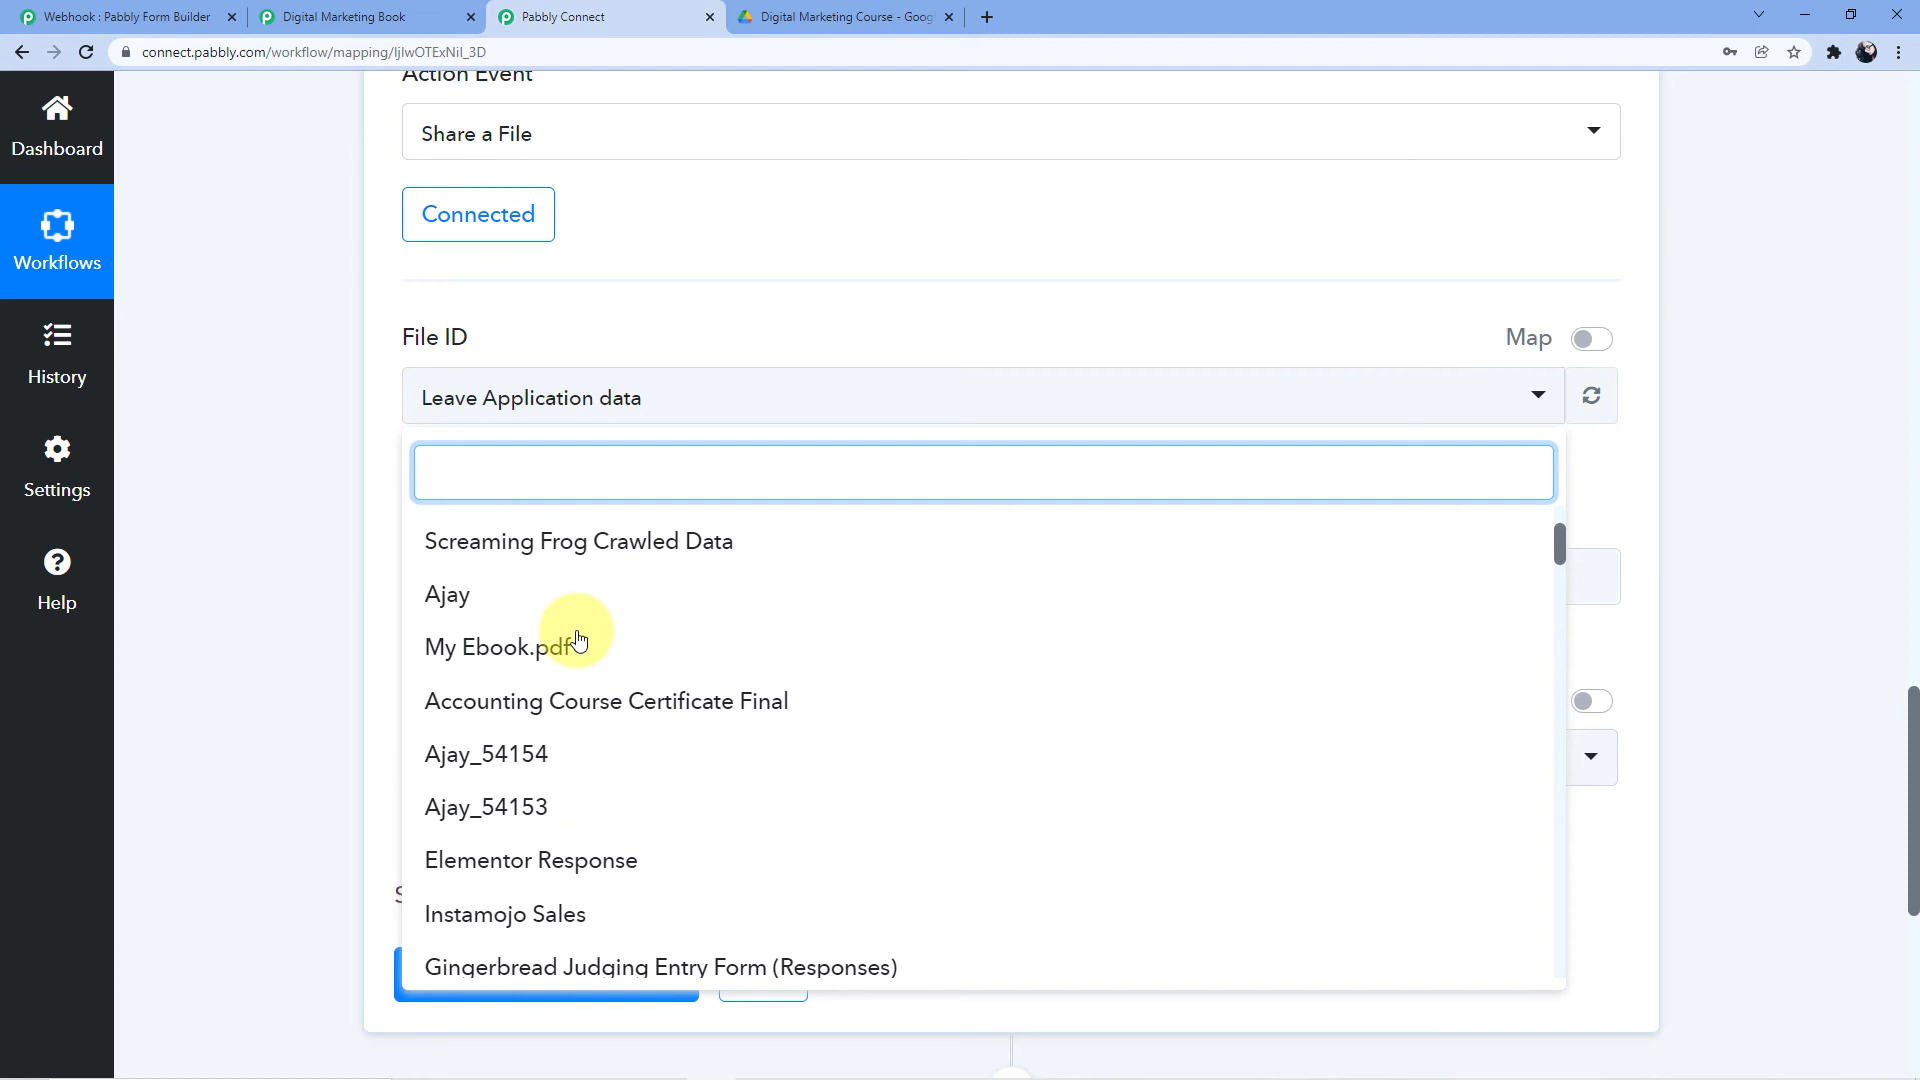 Webhook : Pabbly Form Builder
Digital Marketing Book
Pabbly Connect
Digital Marketing Course - Goog
connect.pabbly.com/workflow/mapping/IjIwOTExNiI_3D
Dashboard
Workflows
History
Settings
Help
Action Event
Share a File
Connected
File ID
Map
Leave Application data
Screaming Frog Crawled Data
Ajay
My Ebook.pdf
Accounting Course Certificate Final
Ajay_54154
Ajay_54153
Elementor Response
Instamojo Sales
Gingerbread Judging Entry Form (Responses)